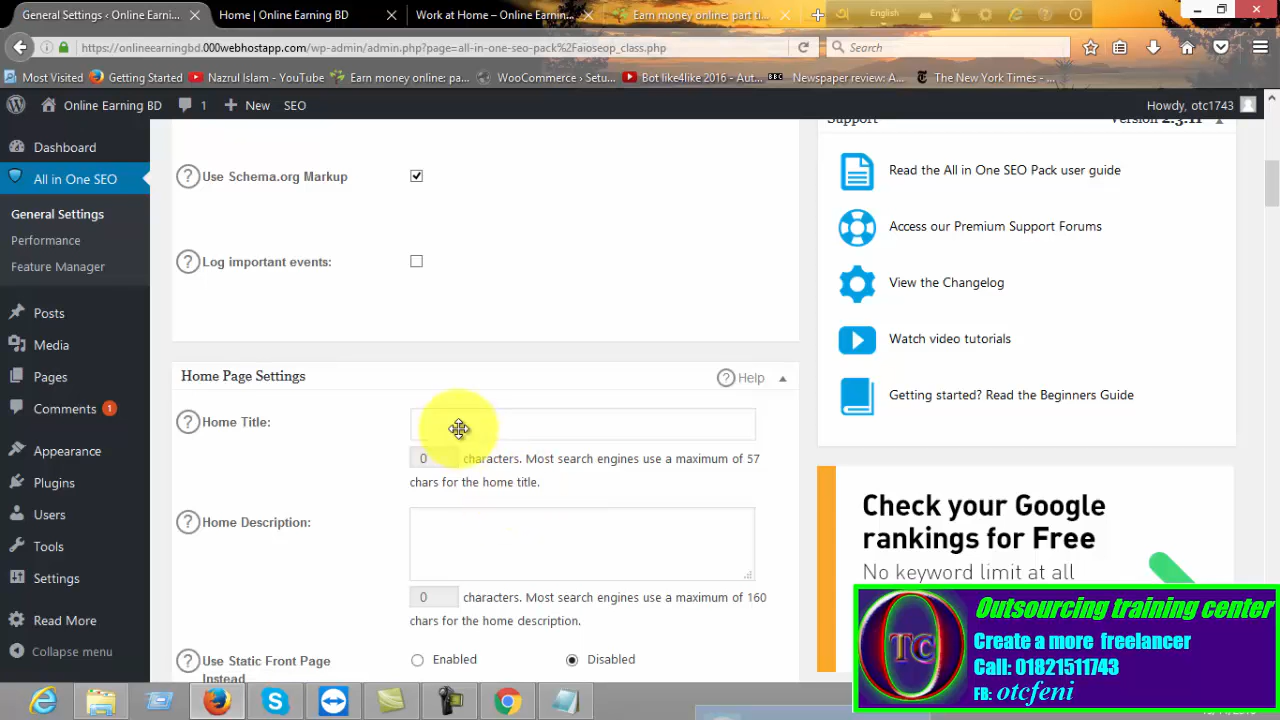 General Settings ‹ Online Earni...
Home | Online Earning BD
Work at Home – Online Earnin...
Earn money online: part ti...
English
https://onlineearningbd.000webhostapp.com/wp-admin/admin.php?page=all-in-one-seo-pack%2Faioseop_class.php
Search
Most Visited
Getting Started
Nazrul Islam - YouTube
Earn money online: pa...
WooCommerce › Setu...
Bot like4like 2016 - Aut...
BBC
Newspaper review: A...
The New York Times - ...
Online Earning BD
1
New
SEO
Howdy, otc1743
Dashboard
All in One SEO
General Settings
Performance
Feature Manager
Posts
Media
Pages
Comments 1
Appearance
Plugins
Users
Tools
Settings
Read More
Collapse menu
Use Schema.org Markup
Log important events:
Home Page Settings
Help
Home Title:
0 characters. Most search engines use a maximum of 57
chars for the home title.
Home Description:
0 characters. Most search engines use a maximum of 160
chars for the home description.
Use Static Front Page
Instead
Enabled
Disabled
Support
Version 2.3.11
Read the All in One SEO Pack user guide
Access our Premium Support Forums
View the Changelog
Watch video tutorials
Getting started? Read the Beginners Guide
Check your Google
rankings for Free
No keyword limit at all
OTC
Outsourcing training center
Create a more freelancer
Call: 01821511743
FB: otcfeni